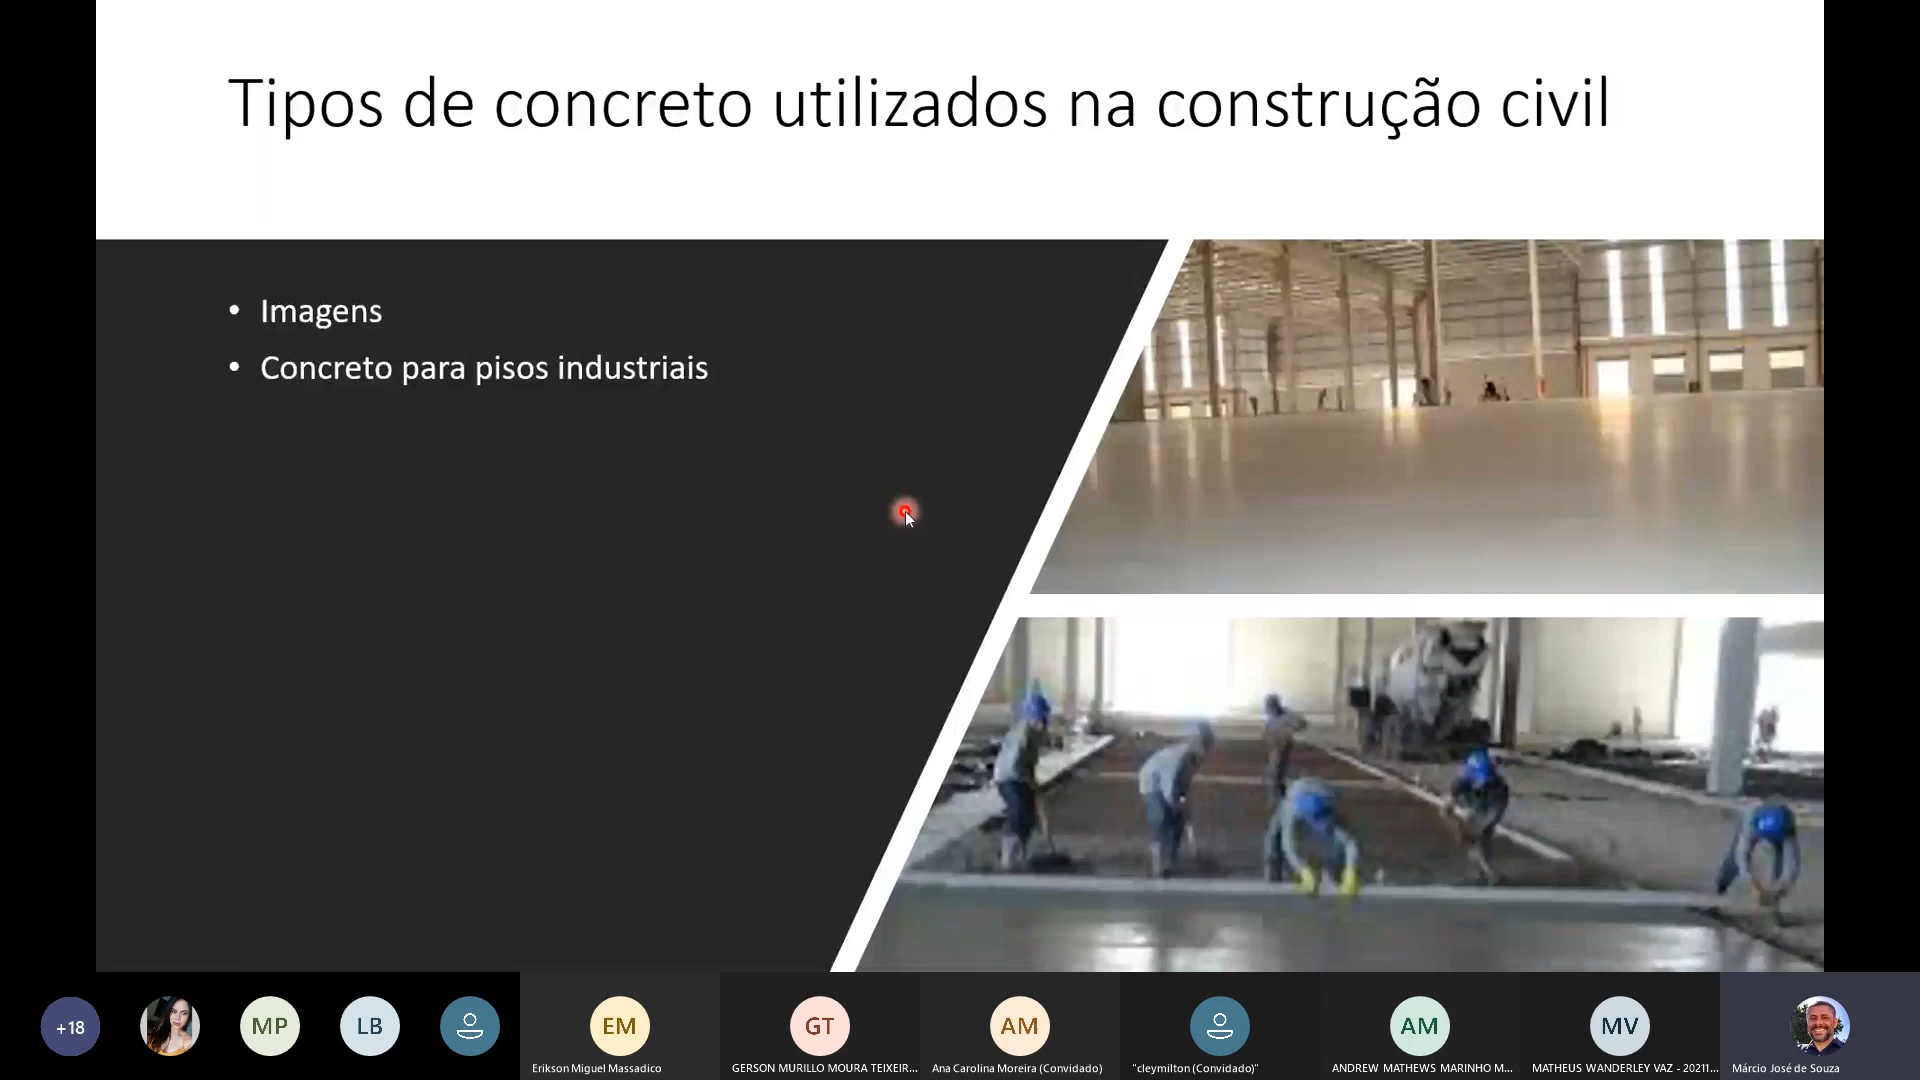 Tipos de concreto utilizados na construção civil
• Imagens
• Concreto para pisos industriais
+18
MP
LB
EM
GT
AM
AM
MV
Erikson Miguel Massadico
GERSON MURILLO MOURA TEIXEIR...
Ana Carolina Moreira (Convidado)
"cleymilton (Convidado)"
ANDREW MATHEWS MARINHO M...
MATHEUS WANDERLEY VAZ - 20211...
Márcio José de Souza